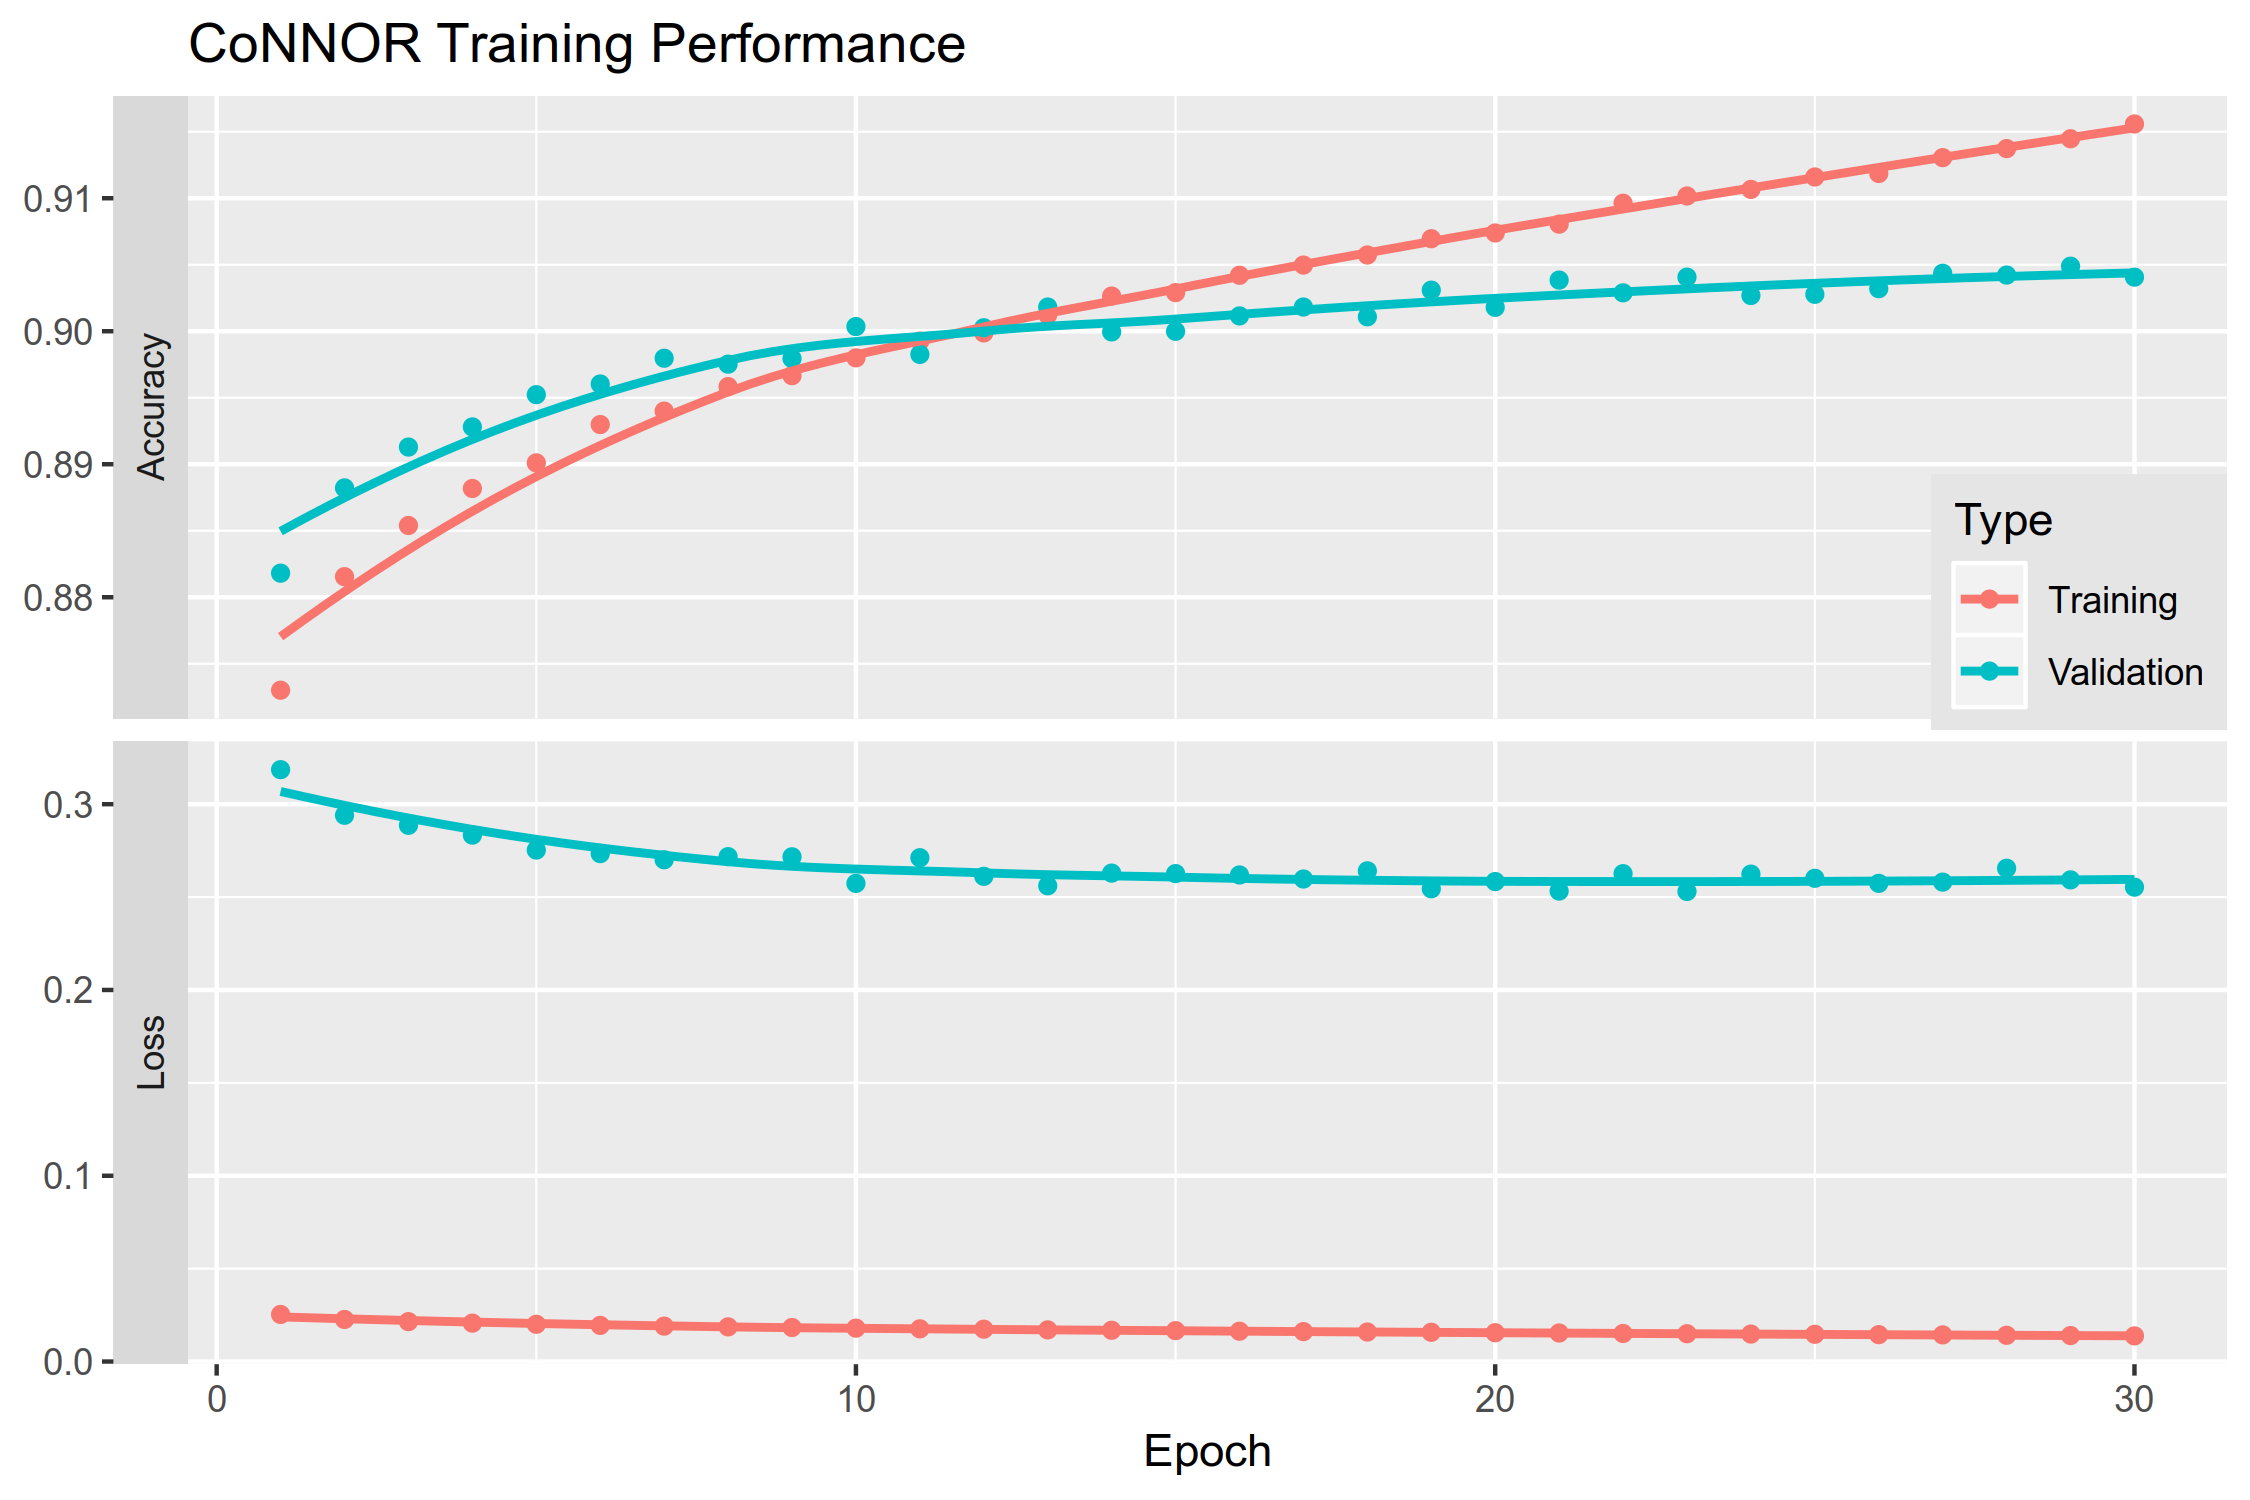 CoNNOR Training Performance
0.91
0.90
0.89
0.88
Accuracy
Type
Training
Validation
0.3
0.2
0.1
0.0
Loss
0
10
20
30
Epoch